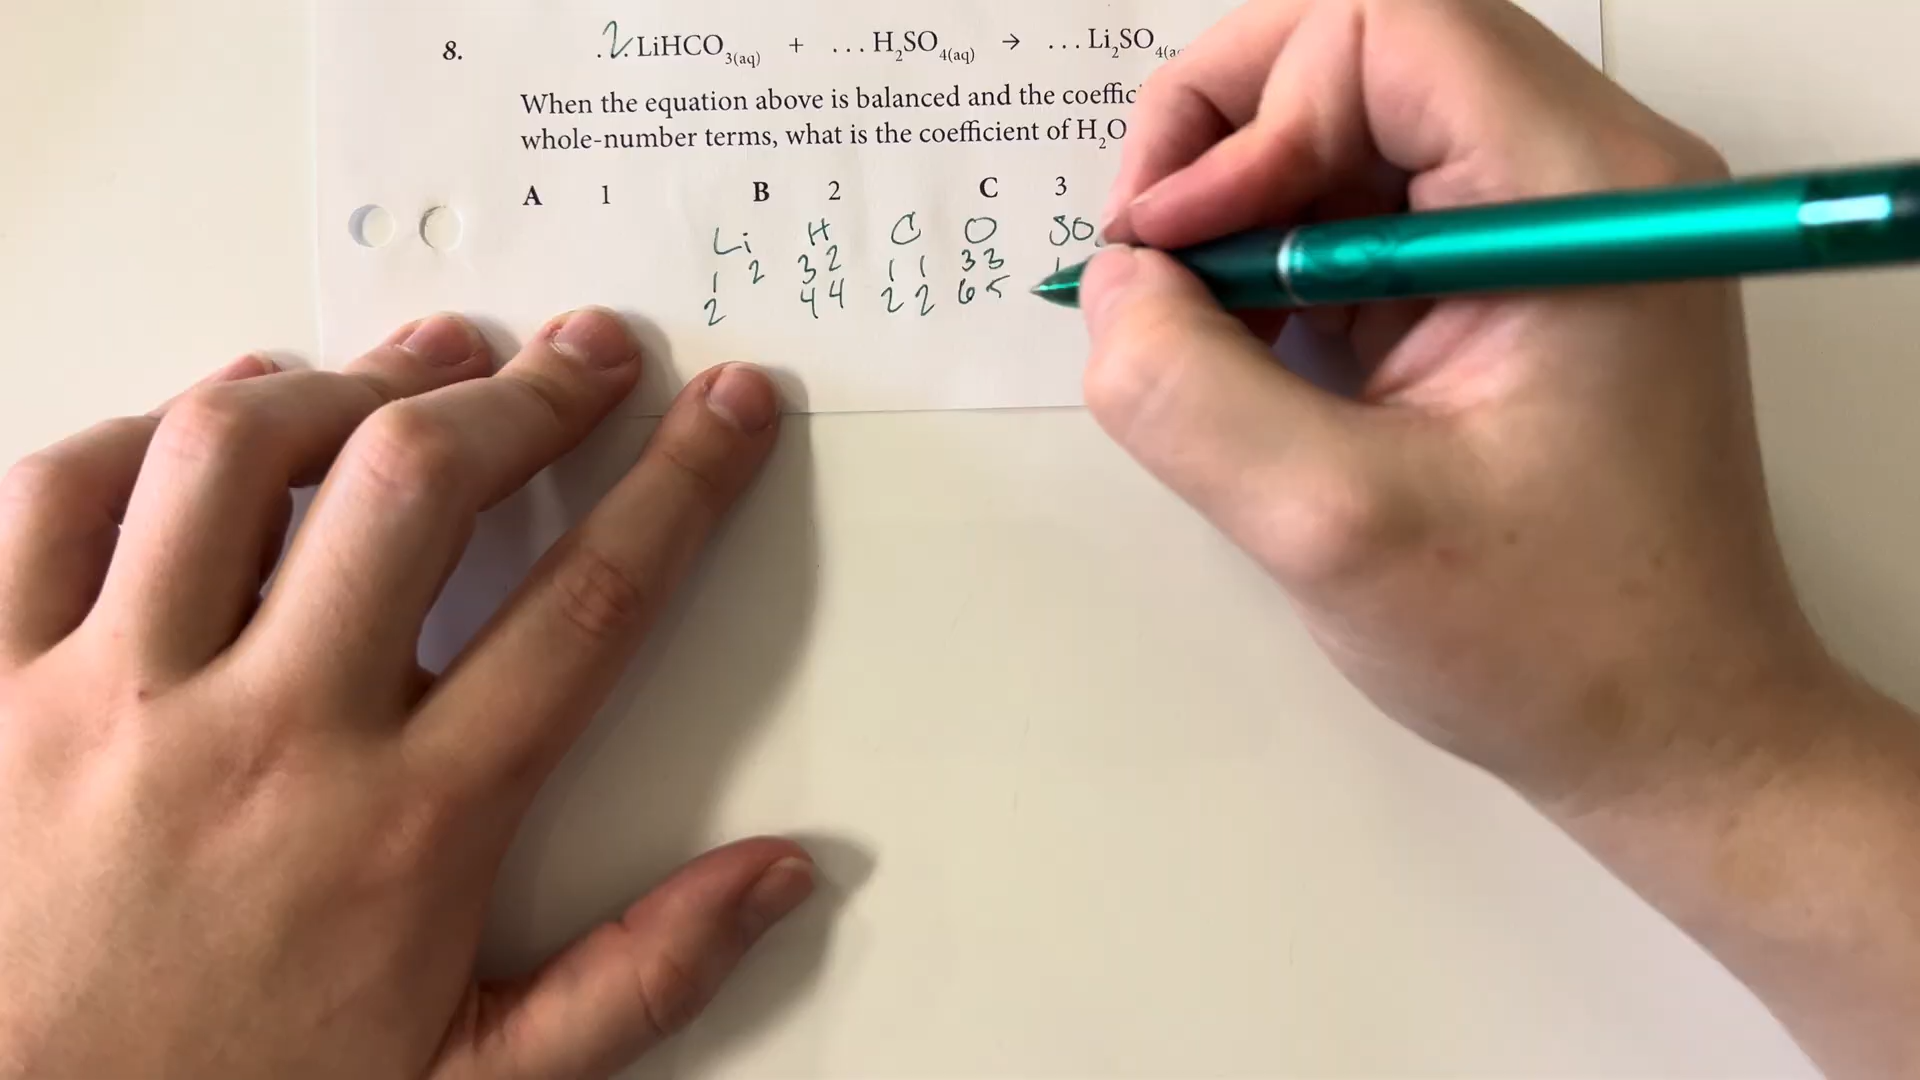 8. .2. LiHCO3(aq) + ... H2SO4(aq) → ... Li2SO4(a
When the equation above is balanced and the coeffic
whole-number terms, what is the coefficient of H2O
A 1 B 2 C 3
Li H C O SO
1 2 3 2 1 1 3 3 1
2 4 4 2 2 6 5